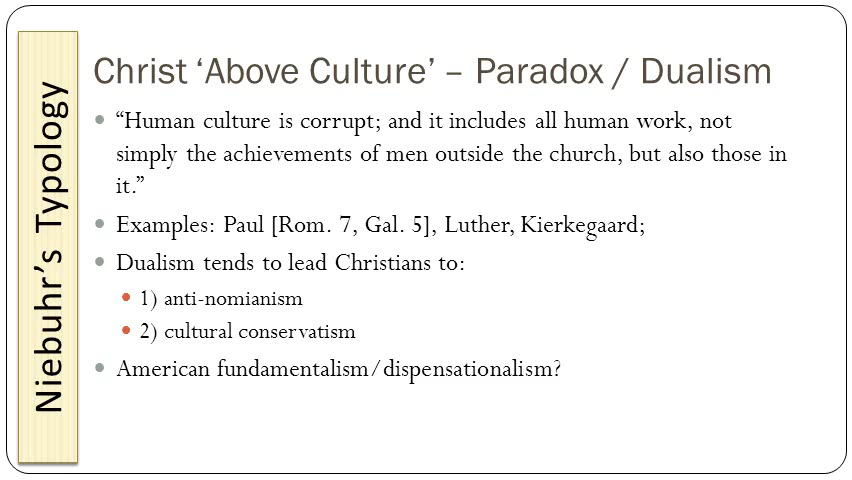 Niebuhr’s Typology
Christ ‘Above Culture’ – Paradox / Dualism
“Human culture is corrupt; and it includes all human work, not
simply the achievements of men outside the church, but also those in
it.”
Examples: Paul [Rom. 7, Gal. 5], Luther, Kierkegaard;
Dualism tends to lead Christians to:
1) anti-nomianism
2) cultural conservatism
American fundamentalism/dispensationalism?